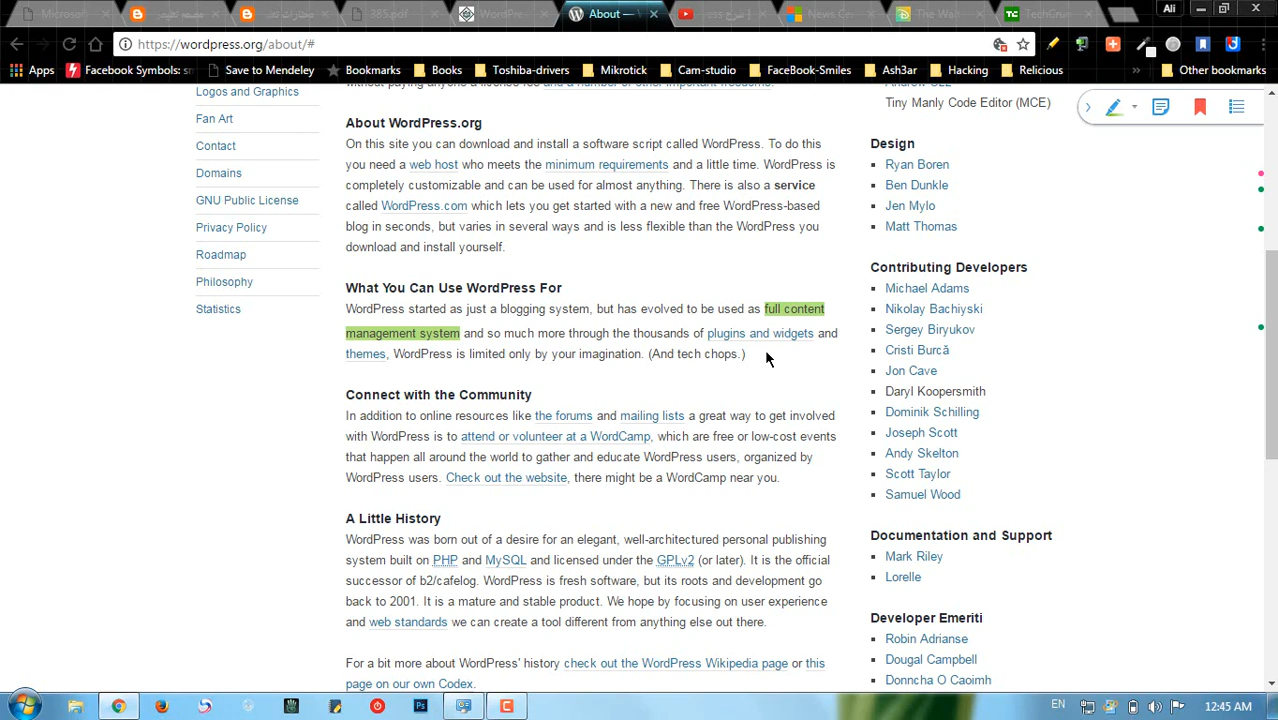 Microsof
385.pdf
WordPre
About —
News Co
The Wal
TechCru
Ali
https://wordpress.org/about/#
Apps
Facebook Symbols: sm
Save to Mendeley
Bookmarks
Books
Toshiba-drivers
Mikrotick
Cam-studio
FaceBook-Smiles
Ash3ar
Hacking
Relicious
»
Other bookmarks
Logos and Graphics
Fan Art
Contact
Domains
GNU Public License
Privacy Policy
Roadmap
Philosophy
Statistics
About WordPress.org
On this site you can download and install a software script called WordPress. To do this
you need a web host who meets the minimum requirements and a little time. WordPress is
completely customizable and can be used for almost anything. There is also a service
called WordPress.com which lets you get started with a new and free WordPress-based
blog in seconds, but varies in several ways and is less flexible than the WordPress you
download and install yourself.
What You Can Use WordPress For
WordPress started as just a blogging system, but has evolved to be used as full content
management system and so much more through the thousands of plugins and widgets and
themes, WordPress is limited only by your imagination. (And tech chops.)
Connect with the Community
In addition to online resources like the forums and mailing lists a great way to get involved
with WordPress is to attend or volunteer at a WordCamp, which are free or low-cost events
that happen all around the world to gather and educate WordPress users, organized by
WordPress users. Check out the website, there might be a WordCamp near you.
A Little History
WordPress was born out of a desire for an elegant, well-architectured personal publishing
system built on PHP and MySQL and licensed under the GPLv2 (or later). It is the official
successor of b2/cafelog. WordPress is fresh software, but its roots and development go
back to 2001. It is a mature and stable product. We hope by focusing on user experience
and web standards we can create a tool different from anything else out there.
For a bit more about WordPress' history check out the WordPress Wikipedia page or this
page on our own Codex.
Tiny Manly Code Editor (MCE)
Design
Ryan Boren
Ben Dunkle
Jen Mylo
Matt Thomas
Contributing Developers
Michael Adams
Nikolay Bachiyski
Sergey Biryukov
Cristi Burcă
Jon Cave
Daryl Koopersmith
Dominik Schilling
Joseph Scott
Andy Skelton
Scott Taylor
Samuel Wood
Documentation and Support
Mark Riley
Lorelle
Developer Emeriti
Robin Adrianse
Dougal Campbell
Donncha O Caoimh
EN
12:45 AM